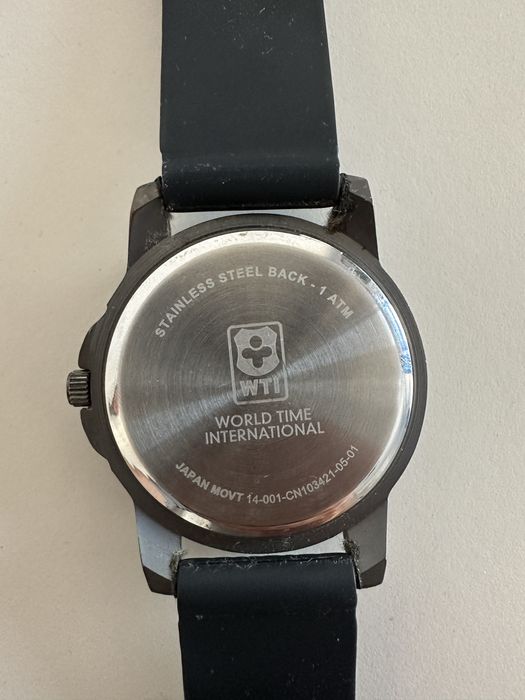 STAINLESS STEEL BACK - 1 ATM
WTI
WORLD TIME
INTERNATIONAL
JAPAN MOVT 14-001-CN103421-05-01